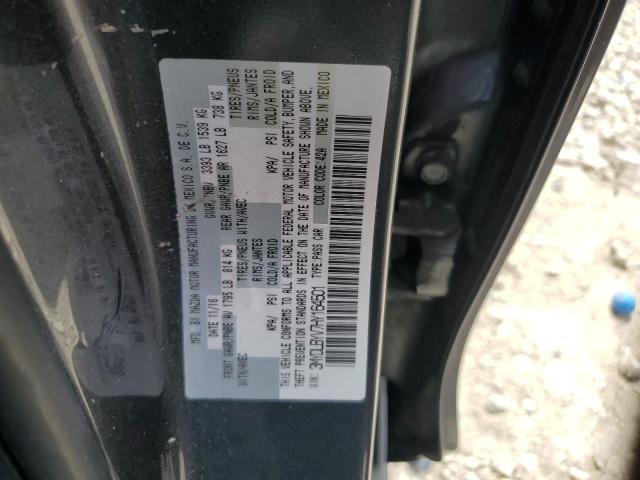 MFG. BY MAZDA MOTOR MANUFACTURING DE MEXICO S.A. DE C.V.
DATE 11/16 GVWR/PNBV 3393 LB 1539 KG
FRONT GAWR/PNBE AV 1795 LB 814 KG REAR GAWR/PNBE AR 1627 LB 738 KG
WITH/AVEC TIRES/PNEUS WITH/AVEC TIRES/PNEUS
RIMS/JANTES RIMS/JANTES
KPA/ PSI COLD/A FROID KPA/ PSI COLD/A FROID
THIS VEHICLE CONFORMS TO ALL APPLICABLE FEDERAL MOTOR VEHICLE SAFETY, BUMPER, AND
THEFT PREVENTION STANDARDS IN EFFECT ON THE DATE OF MANUFACTURE SHOWN ABOVE.
VIN: TYPE:PASS CAR COLOR CODE:42A MADE IN MEXICO